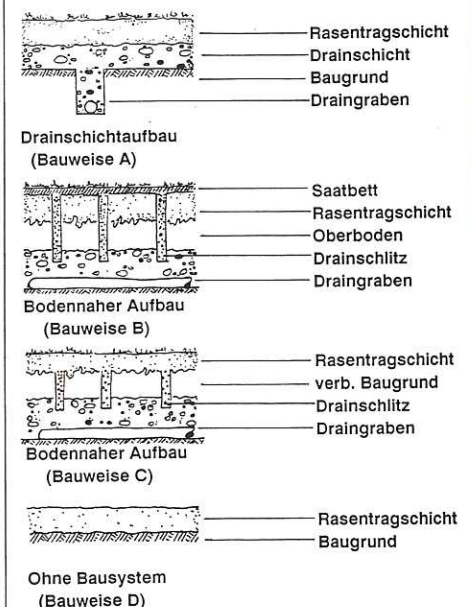 Rasentragschicht
Drainschicht
Baugrund
Draingraben
Drainschichtaufbau
(Bauweise A)
Saatbett
Rasentragschicht
Oberboden
Drainschlitz
Draingraben
Bodennaher Aufbau
(Bauweise B)
Rasentragschicht
verb. Baugrund
Drainschlitz
Draingraben
Bodennaher Aufbau
(Bauweise C)
Rasentragschicht
Baugrund
Ohne Bausystem
(Bauweise D)